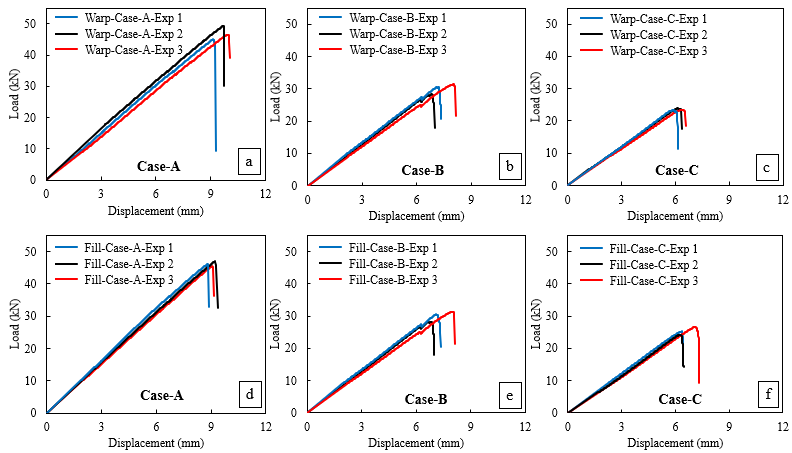 Warp-Case-A-Exp 1
Warp-Case-A-Exp 2
Warp-Case-A-Exp 3
50
40
30
20
10
0
Load (kN)
Case-A
a
0 3 6 9 12
Displacement (mm)
Warp-Case-B-Exp 1
Warp-Case-B-Exp 2
Warp-Case-B-Exp 3
50
40
30
20
10
0
Load (kN)
Case-B
b
0 3 6 9 12
Displacement (mm)
Warp-Case-C-Exp 1
Warp-Case-C-Exp 2
Warp-Case-C-Exp 3
50
40
30
20
10
0
Load (kN)
Case-C
c
0 3 6 9 12
Displacement (mm)
Fill-Case-A-Exp 1
Fill-Case-A-Exp 2
Fill-Case-A-Exp 3
50
40
30
20
10
0
Load (kN)
Case-A
d
0 3 6 9 12
Displacement (mm)
Fill-Case-B-Exp 1
Fill-Case-B-Exp 2
Fill-Case-B-Exp 3
50
40
30
20
10
0
Load (kN)
Case-B
e
0 3 6 9 12
Displacement (mm)
Fill-Case-C-Exp 1
Fill-Case-C-Exp 2
Fill-Case-C-Exp 3
50
40
30
20
10
0
Load (kN)
Case-C
f
0 3 6 9 12
Displacement (mm)